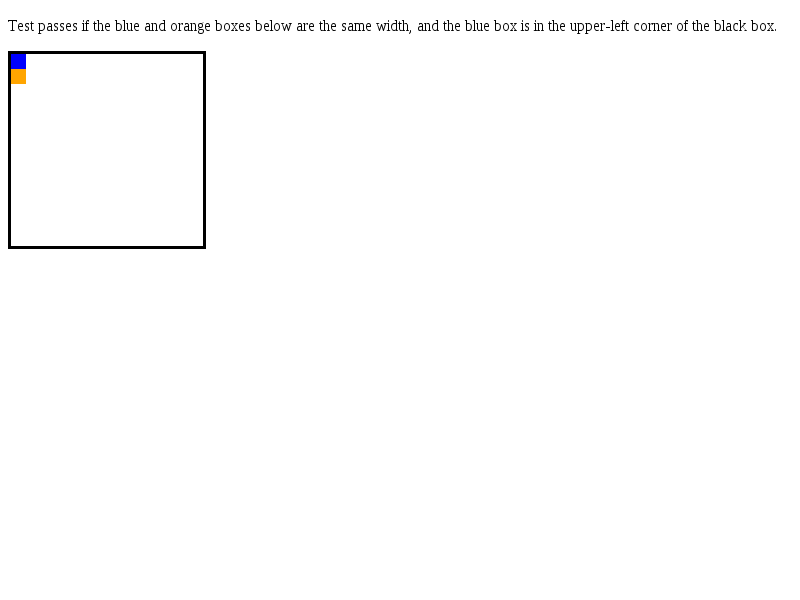 Test passes if the blue and orange boxes below are the same width, and the blue box is in the upper-left corner of the black box.